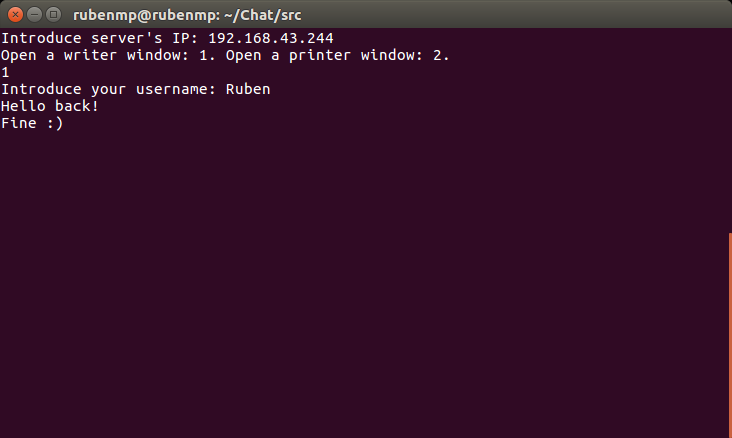 rubenmp@rubenmp: ~/Chat/src
Introduce server's IP: 192.168.43.244
Open a writer window: 1. Open a printer window: 2.
1
Introduce your username: Ruben
Hello back!
Fine :)